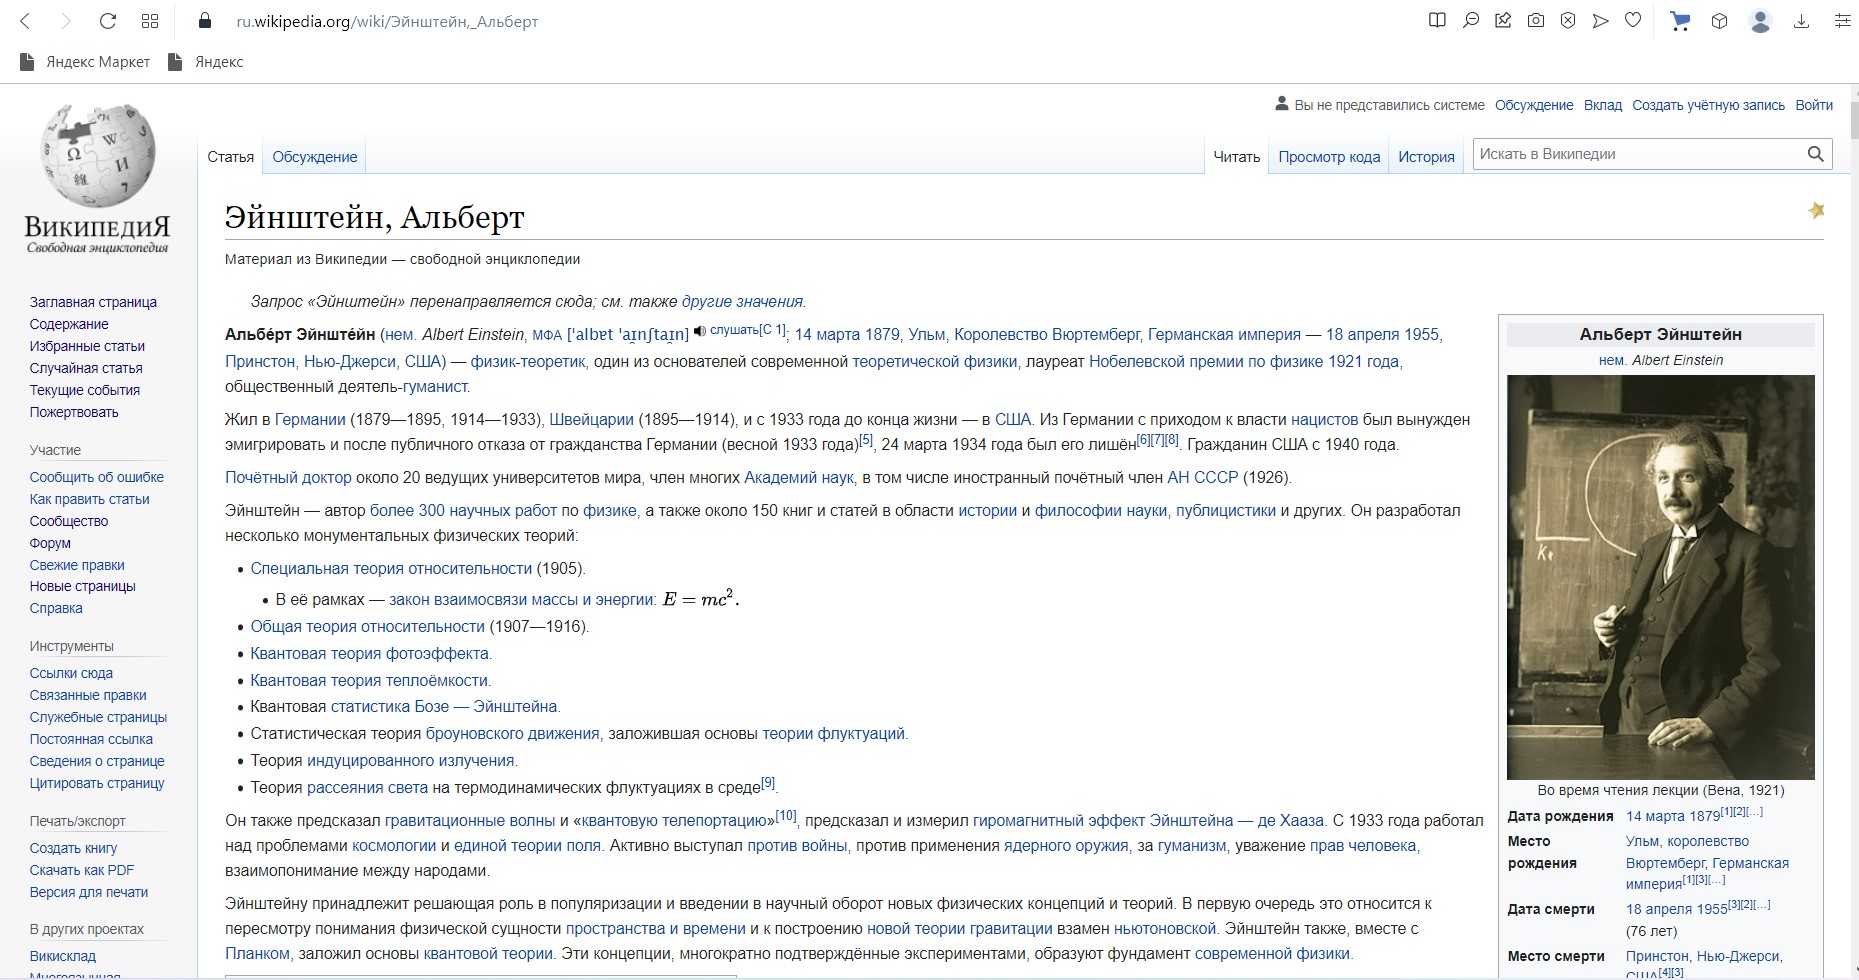 ru.wikipedia.org/wiki/Эйнштейн,_Альберт
Яндекс Маркет Яндекс
Вы не представились системе Обсуждение Вклад Создать учётную запись Войти
Статья Обсуждение Читать Просмотр кода История Искать в Википедии
ВикипедиЯ
Свободная энциклопедия
Заглавная страница
Содержание
Избранные статьи
Случайная статья
Текущие события
Пожертвовать
Участие
Сообщить об ошибке
Как править статьи
Сообщество
Форум
Свежие правки
Новые страницы
Справка
Инструменты
Ссылки сюда
Связанные правки
Служебные страницы
Постоянная ссылка
Сведения о странице
Цитировать страницу
Печать/экспорт
Создать книгу
Скачать как PDF
Версия для печати
В других проектах
Викисклад
Многоязычная
Эйнштейн, Альберт
Материал из Википедии — свободной энциклопедии
Запрос «Эйнштейн» перенаправляется сюда; см. также другие значения.
Альбе́рт Эйнште́йн (нем. Albert Einstein, МФА [ˈalbɐt ˈaɪ̯nʃtaɪ̯n] слушать[C 1]; 14 марта 1879, Ульм, Королевство Вюртемберг, Германская империя — 18 апреля 1955,
Принстон, Нью-Джерси, США) — физик-теоретик, один из основателей современной теоретической физики, лауреат Нобелевской премии по физике 1921 года,
общественный деятель-гуманист.
Жил в Германии (1879—1895, 1914—1933), Швейцарии (1895—1914), и с 1933 года до конца жизни — в США. Из Германии с приходом к власти нацистов был вынужден
эмигрировать и после публичного отказа от гражданства Германии (весной 1933 года)[5], 24 марта 1934 года был его лишён[6][7][8]. Гражданин США с 1940 года.
Почётный доктор около 20 ведущих университетов мира, член многих Академий наук, в том числе иностранный почётный член АН СССР (1926).
Эйнштейн — автор более 300 научных работ по физике, а также около 150 книг и статей в области истории и философии науки, публицистики и других. Он разработал
несколько монументальных физических теорий:
• Специальная теория относительности (1905).
• В её рамках — закон взаимосвязи массы и энергии: E = mc².
• Общая теория относительности (1907—1916).
• Квантовая теория фотоэффекта.
• Квантовая теория теплоёмкости.
• Квантовая статистика Бозе — Эйнштейна.
• Статистическая теория броуновского движения, заложившая основы теории флуктуаций.
• Теория индуцированного излучения.
• Теория рассеяния света на термодинамических флуктуациях в среде[9].
Он также предсказал гравитационные волны и «квантовую телепортацию»[10], предсказал и измерил гиромагнитный эффект Эйнштейна — де Хааза. С 1933 года работал
над проблемами космологии и единой теории поля. Активно выступал против войны, против применения ядерного оружия, за гуманизм, уважение прав человека,
взаимопонимание между народами.
Эйнштейну принадлежит решающая роль в популяризации и введении в научный оборот новых физических концепций и теорий. В первую очередь это относится к
пересмотру понимания физической сущности пространства и времени и к построению новой теории гравитации взамен ньютоновской. Эйнштейн также, вместе с
Планком, заложил основы квантовой теории. Эти концепции, многократно подтверждённые экспериментами, образуют фундамент современной физики.
Альберт Эйнштейн
нем. Albert Einstein
Во время чтения лекции (Вена, 1921)
Дата рождения 14 марта 1879[1][2][…]
Место рождения Ульм, королевство
Вюртемберг, Германская
империя[1][3][…]
Дата смерти 18 апреля 1955[3][2][…]
(76 лет)
Место смерти Принстон, Нью-Джерси,
США[4][3]